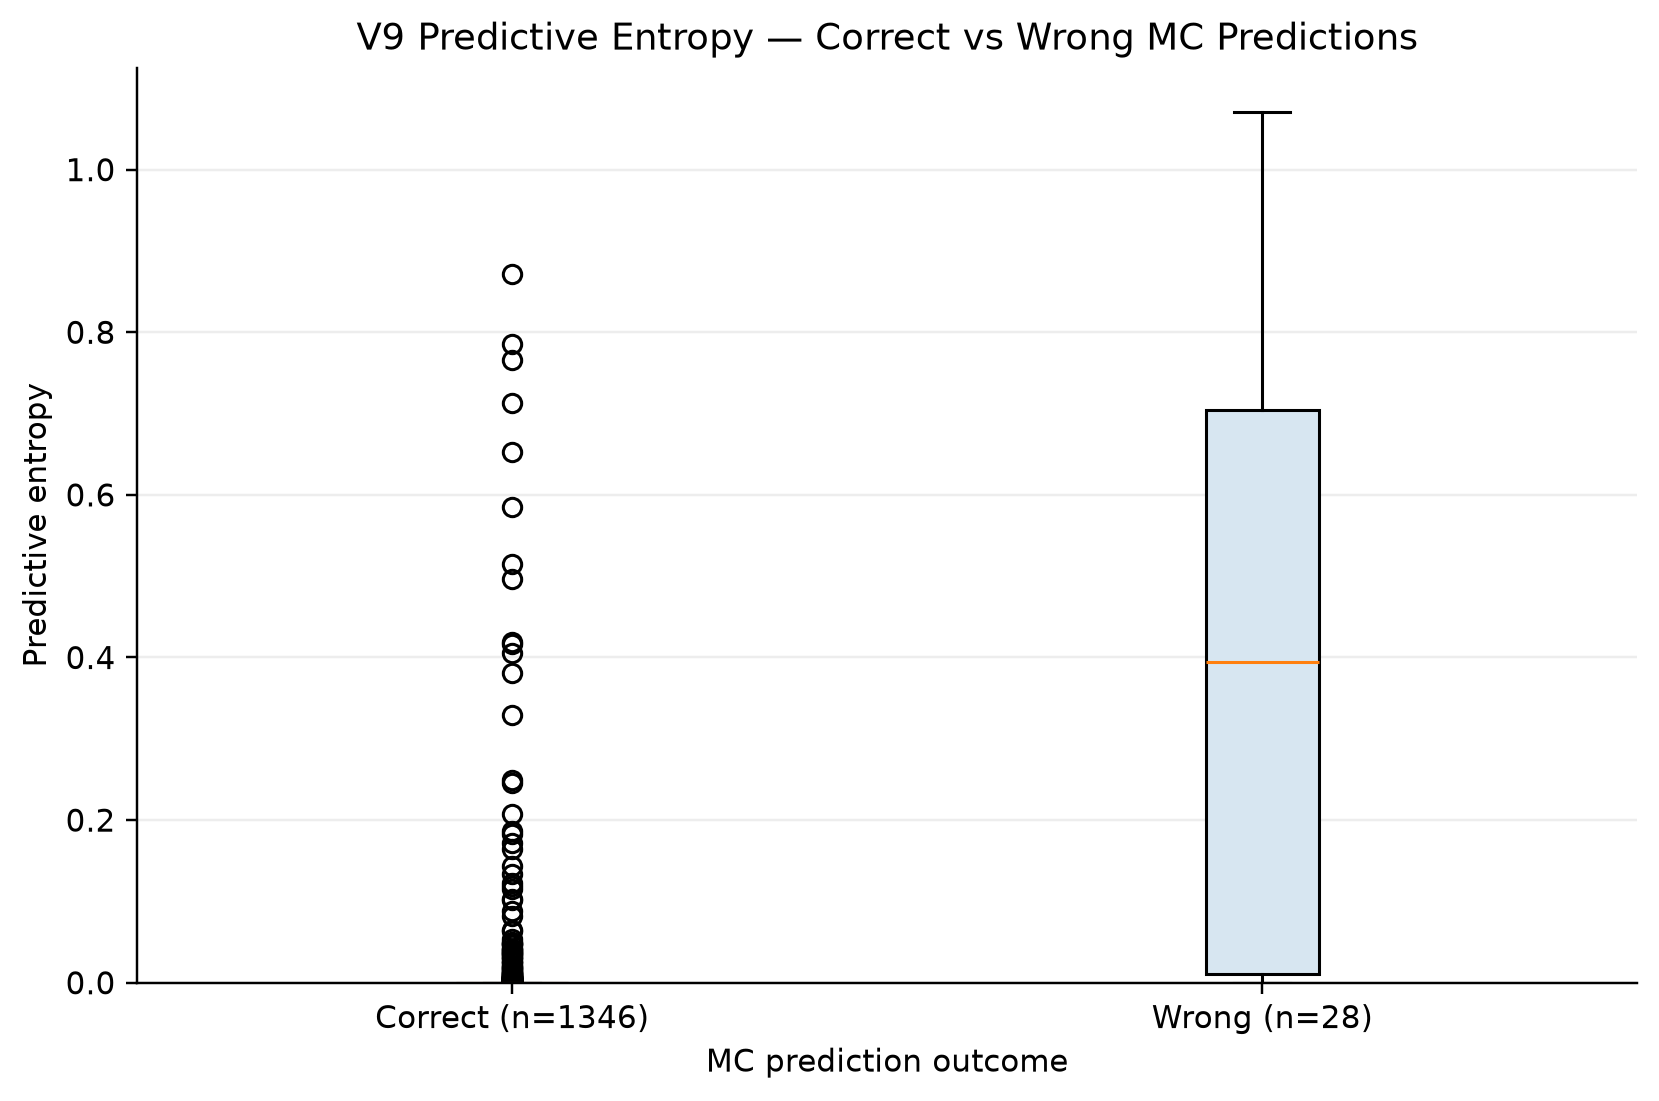 V9 Predictive Entropy — Correct vs Wrong MC Predictions
Predictive entropy
1.0
0.8
0.6
0.4
0.2
0.0
Correct (n=1346)
Wrong (n=28)
MC prediction outcome